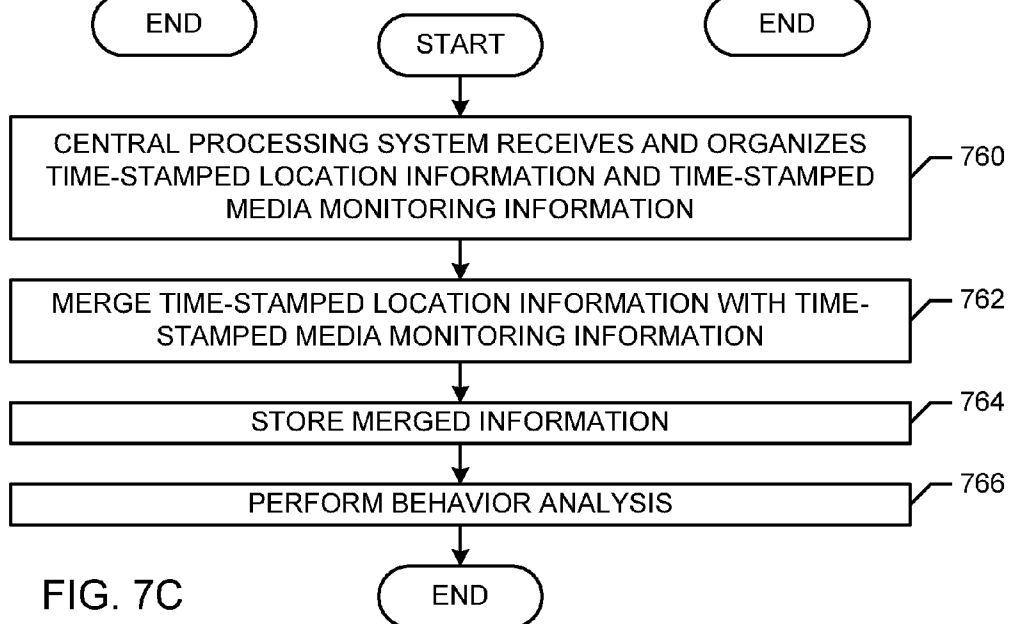 END
START
END
CENTRAL PROCESSING SYSTEM RECEIVES AND ORGANIZES
TIME-STAMPED LOCATION INFORMATION AND TIME-STAMPED
MEDIA MONITORING INFORMATION
760
MERGE TIME-STAMPED LOCATION INFORMATION WITH TIME-
STAMPED MEDIA MONITORING INFORMATION
762
STORE MERGED INFORMATION
764
PERFORM BEHAVIOR ANALYSIS
766
END
FIG. 7C